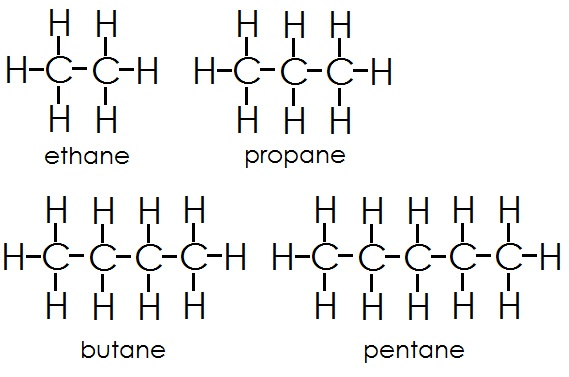 H H
H-C-C-H
H H
ethane
H H H
H-C-C-C-H
H H H
propane
H H H H
H-C-C-C-C-H
H H H H
butane
H H H H H
H-C-C-C-C-C-H
H H H H H
pentane